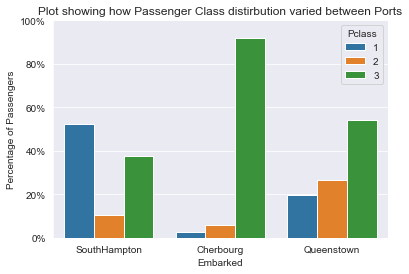 Plot showing how Passenger Class distirbution varied between Ports
Pclass
1
2
3
100%
80%
60%
40%
20%
0%
Percentage of Passengers
SouthHampton Cherbourg Queenstown
Embarked